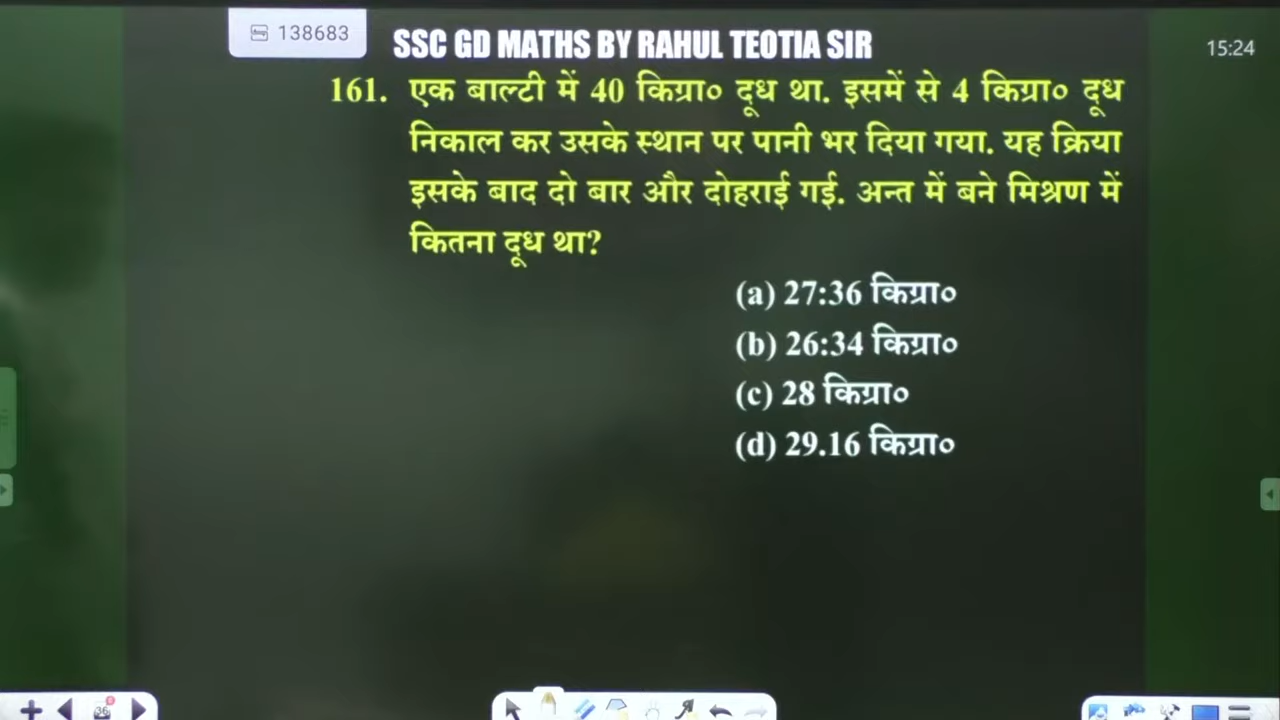 138683
SSC GD MATHS BY RAHUL TEOTIA SIR
15:24
161. एक बाल्टी में 40 किग्रा० दूध था. इसमें से 4 किग्रा० दूध
निकाल कर उसके स्थान पर पानी भर दिया गया. यह क्रिया
इसके बाद दो बार और दोहराई गई. अन्त में बने मिश्रण में
कितना दूध था?
(a) 27:36 किग्रा०
(b) 26:34 किग्रा०
(c) 28 किग्रा०
(d) 29.16 किग्रा०
36